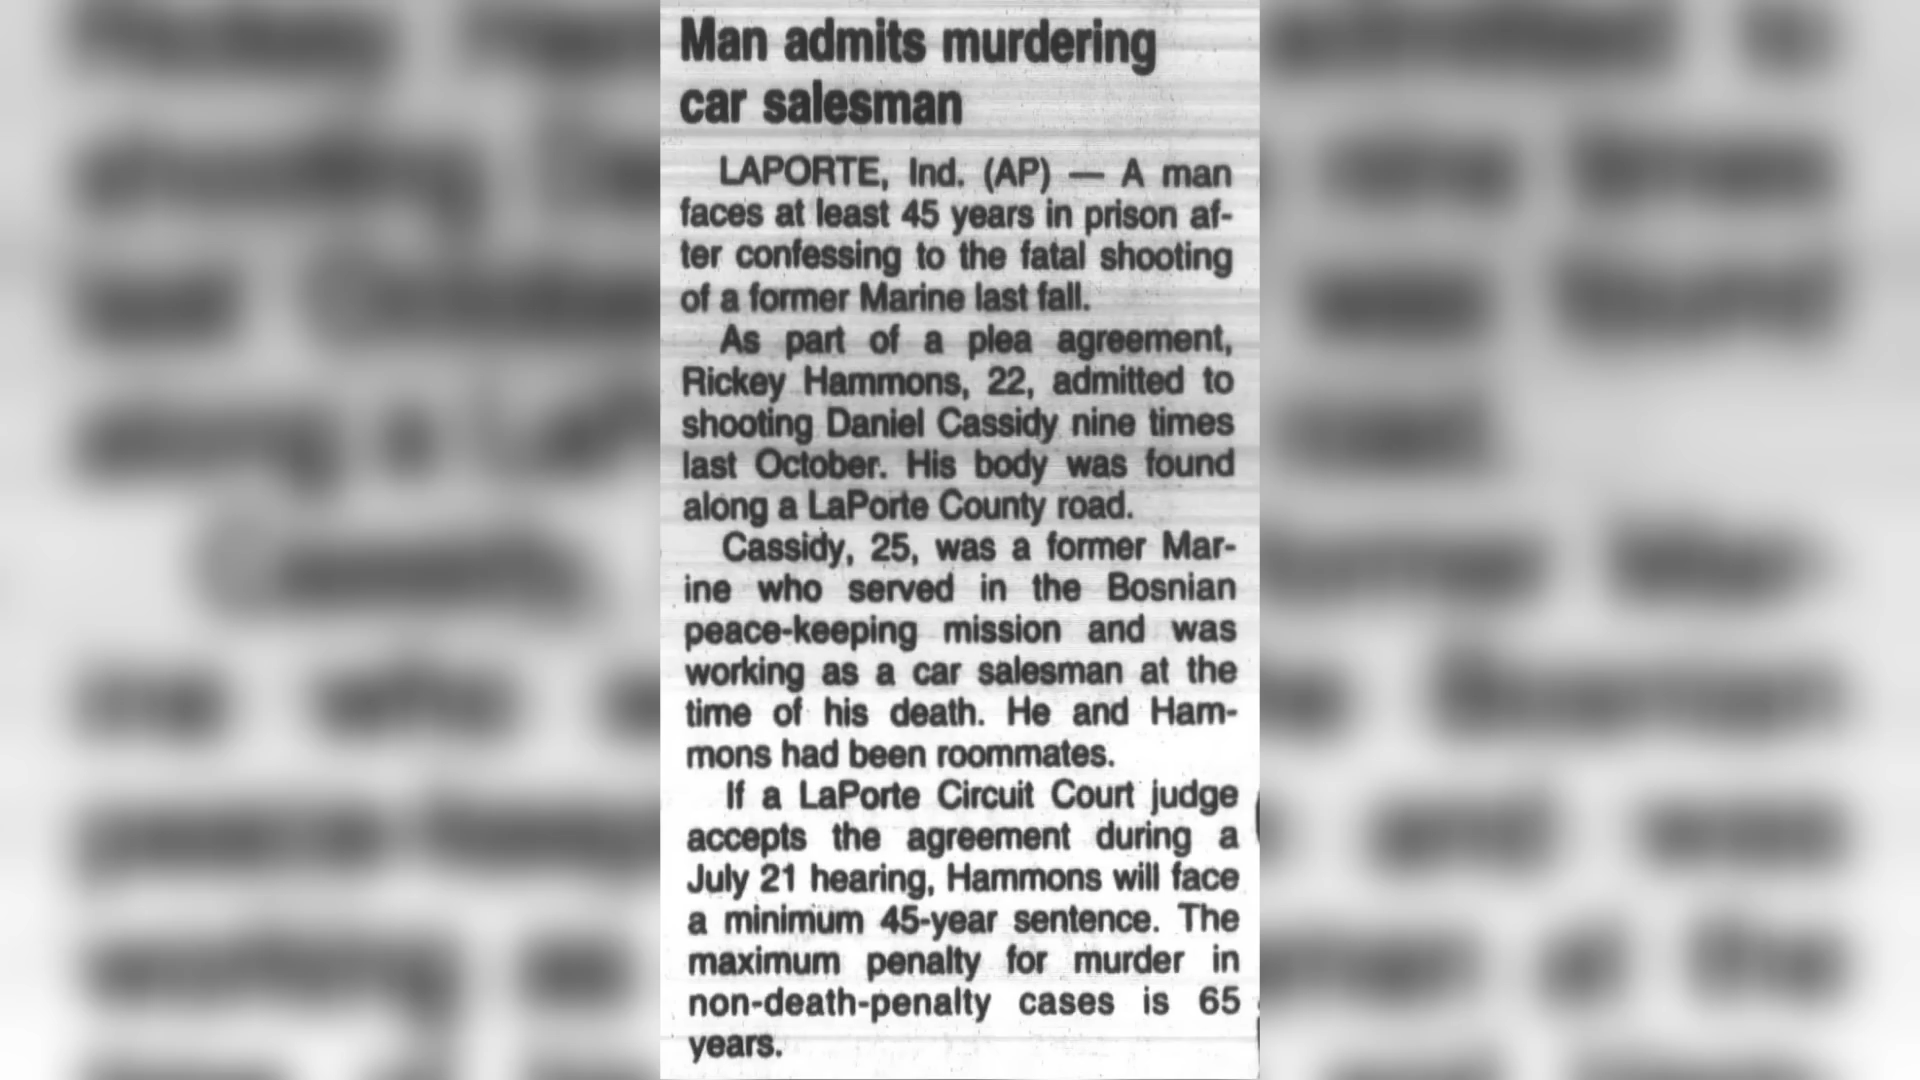 Man admits murdering
car salesman
LAPORTE, Ind. (AP) — A man
faces at least 45 years in prison af-
ter confessing to the fatal shooting
of a former Marine last fall.
As part of a plea agreement,
Rickey Hammons, 22, admitted to
shooting Daniel Cassidy nine times
last October. His body was found
along a LaPorte County road.
Cassidy, 25, was a former Mar-
ine who served in the Bosnian
peace-keeping mission and was
working as a car salesman at the
time of his death. He and Ham-
mons had been roommates.
If a LaPorte Circuit Court judge
accepts the agreement during a
July 21 hearing, Hammons will face
a minimum 45-year sentence. The
maximum penalty for murder in
non-death-penalty cases is 65
years.